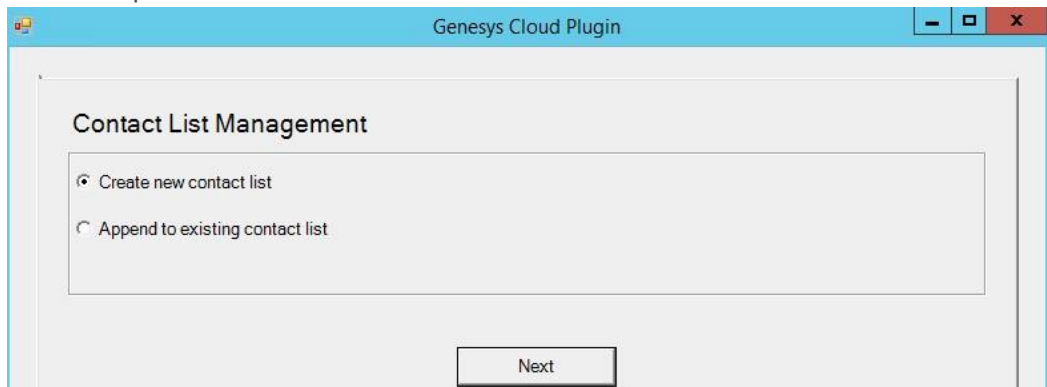 Genesys Cloud Plugin
Contact List Management
Create new contact list
Append to existing contact list
Next